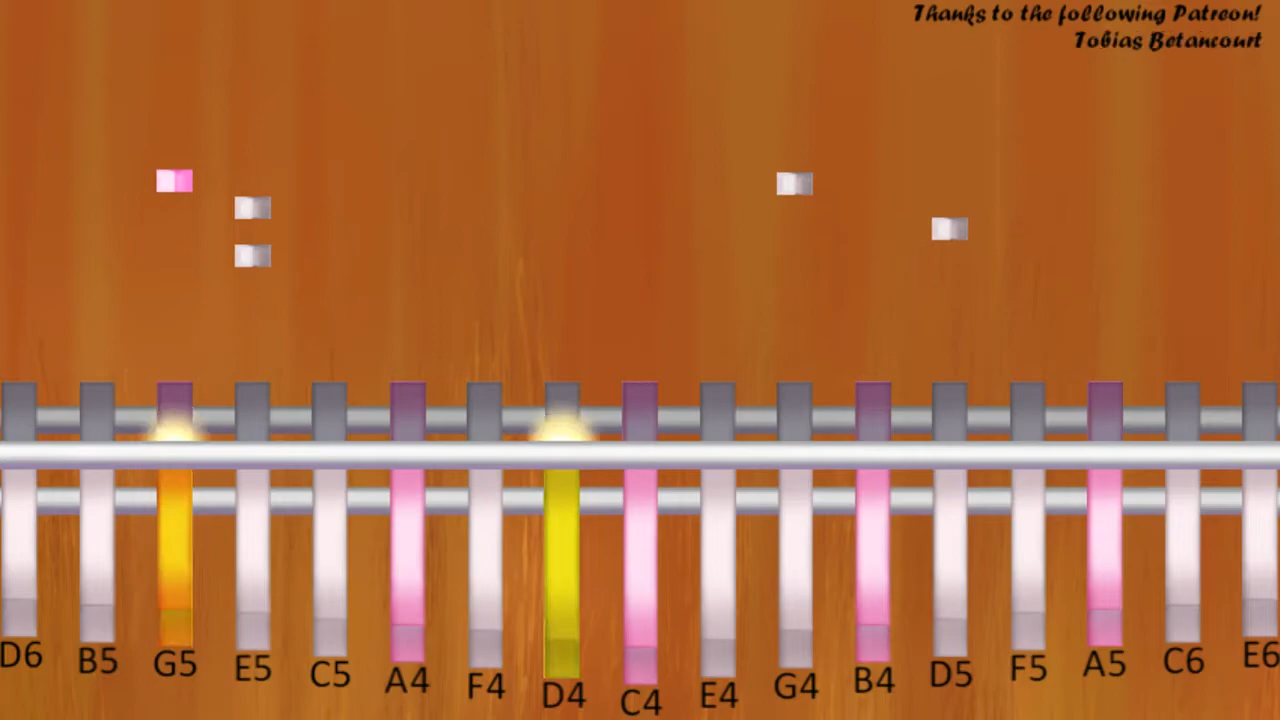 Thanks to the following Patreon!
Tobias Betancourt
D6 B5 G5 E5 C5 A4 F4 D4 C4 E4 G4 B4 D5 F5 A5 C6 E6